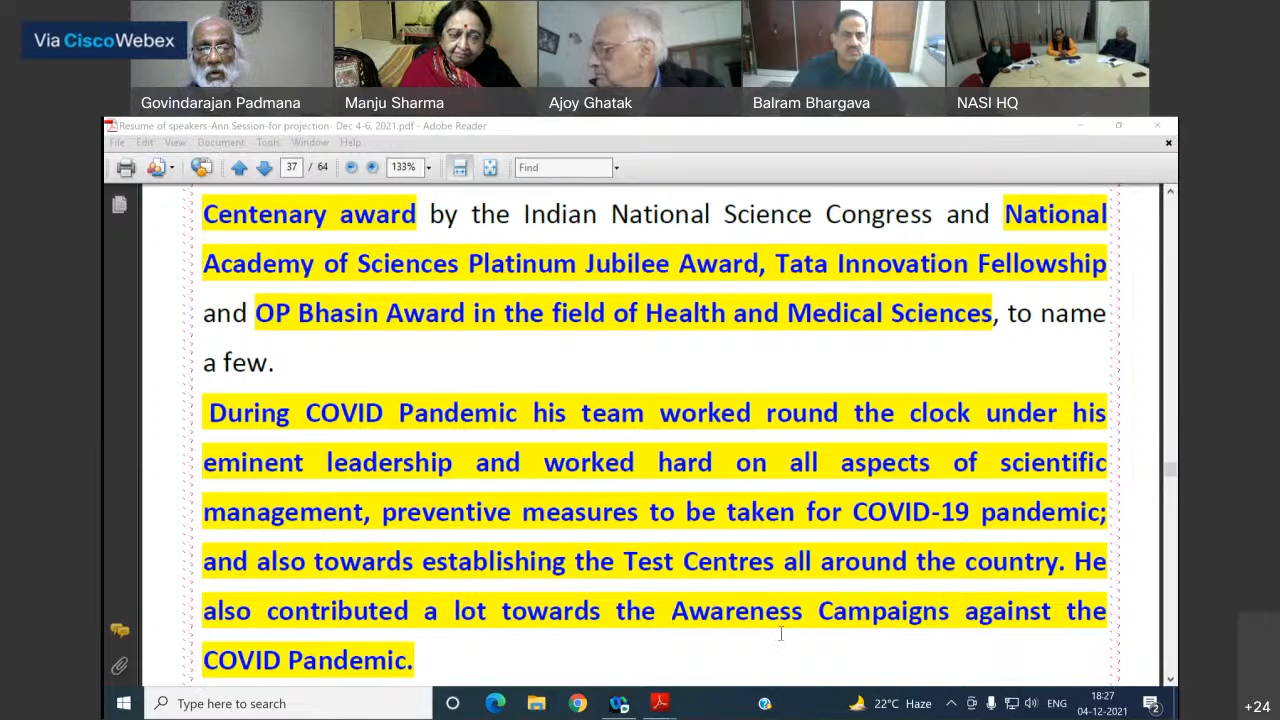 Via Cisco Webex
Govindarajan Padmana
Manju Sharma
Ajoy Ghatak
Balram Bhargava
NASI HQ
Resume of speakers-Ann Session-for projection- Dec 4-6, 2021.pdf - Adobe Reader
File Edit View Document Tools Window Help
37 / 64 133% Find
Centenary award by the Indian National Science Congress and National
Academy of Sciences Platinum Jubilee Award, Tata Innovation Fellowship
and OP Bhasin Award in the field of Health and Medical Sciences, to name
a few.
During COVID Pandemic his team worked round the clock under his
eminent leadership and worked hard on all aspects of scientific
management, preventive measures to be taken for COVID-19 pandemic;
and also towards establishing the Test Centres all around the country. He
also contributed a lot towards the Awareness Campaigns against the
COVID Pandemic.
Type here to search
22°C Haze
ENG
18:27
04-12-2021
2
+24